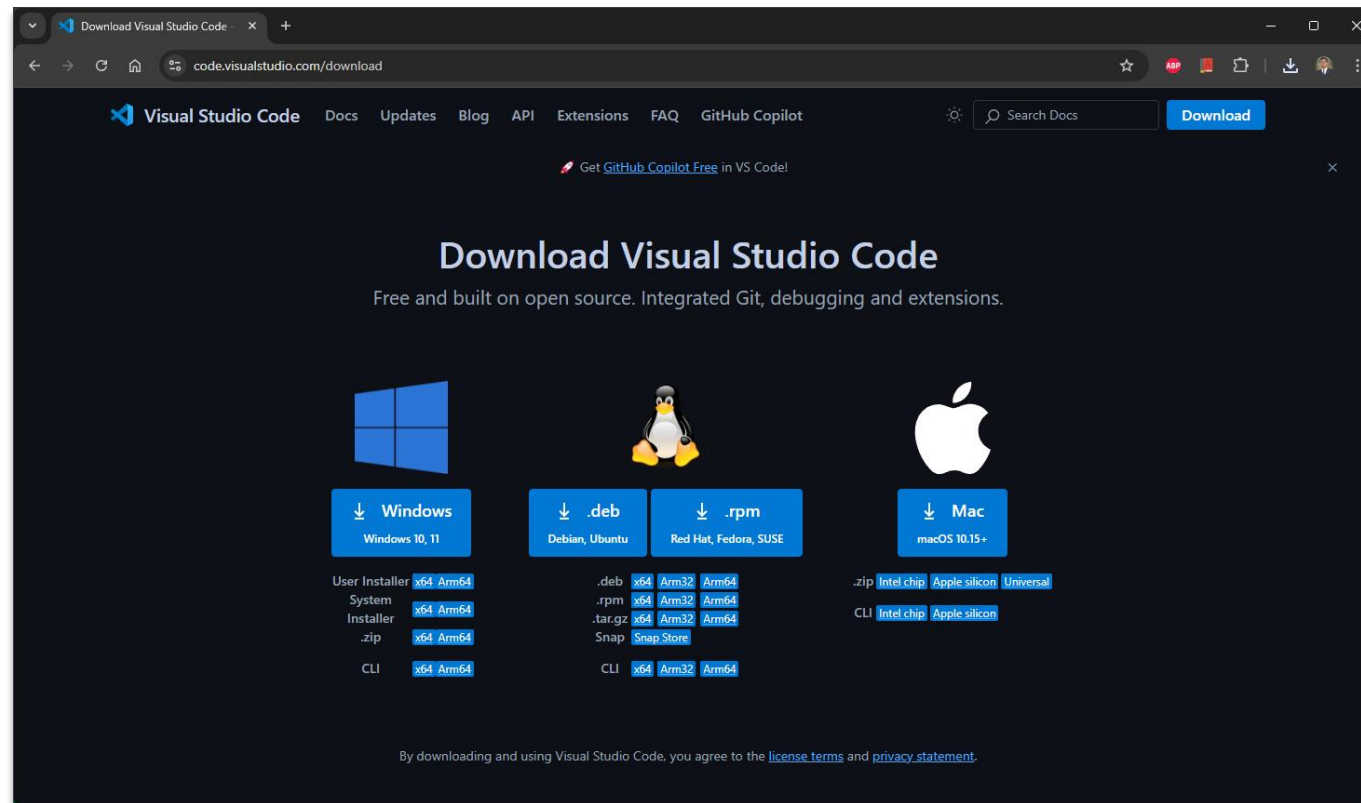 Download Visual Studio Code -
code.visualstudio.com/download
ABP
Visual Studio Code Docs Updates Blog API Extensions FAQ GitHub Copilot Search Docs Download
Get GitHub Copilot Free in VS Code!
Download Visual Studio Code
Free and built on open source. Integrated Git, debugging and extensions.
Windows
Windows 10, 11
User Installer x64 Arm64
System
Installer x64 Arm64
.zip x64 Arm64
CLI x64 Arm64
.deb
Debian, Ubuntu
.rpm
Red Hat, Fedora, SUSE
.deb x64 Arm32 Arm64
.rpm x64 Arm32 Arm64
.tar.gz x64 Arm32 Arm64
Snap Snap Store
CLI x64 Arm32 Arm64
Mac
macOS 10.15+
.zip Intel chip Apple silicon Universal
CLI Intel chip Apple silicon
By downloading and using Visual Studio Code, you agree to the license terms and privacy statement.